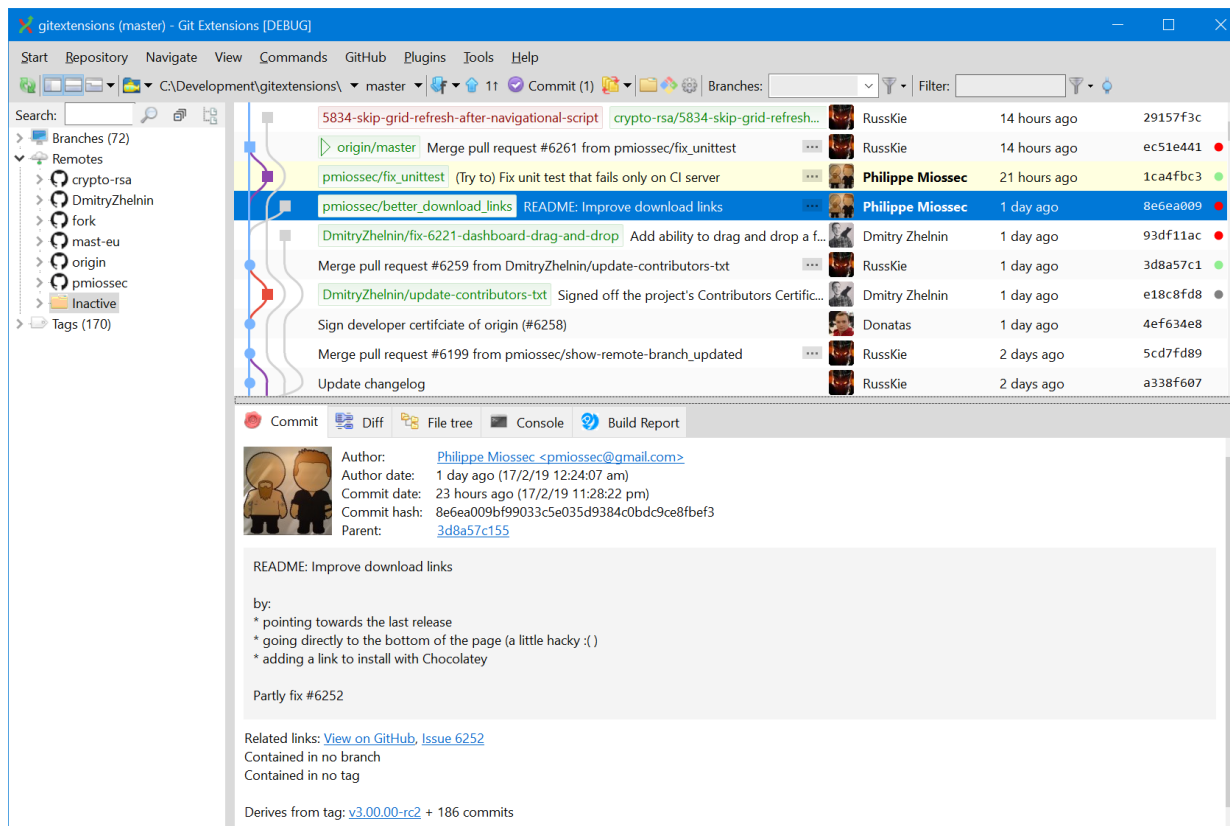 gitextensions (master) - Git Extensions [DEBUG]
Start Repository Navigate View Commands GitHub Plugins Tools Help
C:\Development\gitextensions\ master 1↑ Commit (1) Branches: Filter:
Search:
Branches (72)
Remotes
crypto-rsa
DmitryZhelnin
fork
mast-eu
origin
pmiossec
Inactive
Tags (170)
5834-skip-grid-refresh-after-navigational-script crypto-rsa/5834-skip-grid-refresh... RussKie 14 hours ago 29157f3c
origin/master Merge pull request #6261 from pmiossec/fix_unittest ... RussKie 14 hours ago ec51e441
pmiossec/fix_unittest (Try to) Fix unit test that fails only on CI server ... Philippe Miossec 21 hours ago 1ca4fbc3
pmiossec/better_download_links README: Improve download links ... Philippe Miossec 1 day ago 8e6ea009
DmitryZhelnin/fix-6221-dashboard-drag-and-drop Add ability to drag and drop a f... Dmitry Zhelnin 1 day ago 93df11ac
Merge pull request #6259 from DmitryZhelnin/update-contributors-txt ... RussKie 1 day ago 3d8a57c1
DmitryZhelnin/update-contributors-txt Signed off the project's Contributors Certific... Dmitry Zhelnin 1 day ago e18c8fd8
Sign developer certifciate of origin (#6258) Donatas 1 day ago 4ef634e8
Merge pull request #6199 from pmiossec/show-remote-branch_updated ... RussKie 2 days ago 5cd7fd89
Update changelog RussKie 2 days ago a338f607
Commit Diff File tree Console Build Report
Author: Philippe Miossec <pmiossec@gmail.com>
Author date: 1 day ago (17/2/19 12:24:07 am)
Commit date: 23 hours ago (17/2/19 11:28:22 pm)
Commit hash: 8e6ea009bf99033c5e035d9384c0bdc9ce8fbef3
Parent: 3d8a57c155
README: Improve download links
by:
* pointing towards the last release
* going directly to the bottom of the page (a little hacky :( )
* adding a link to install with Chocolatey
Partly fix #6252
Related links: View on GitHub, Issue 6252
Contained in no branch
Contained in no tag
Derives from tag: v3.00.00-rc2 + 186 commits